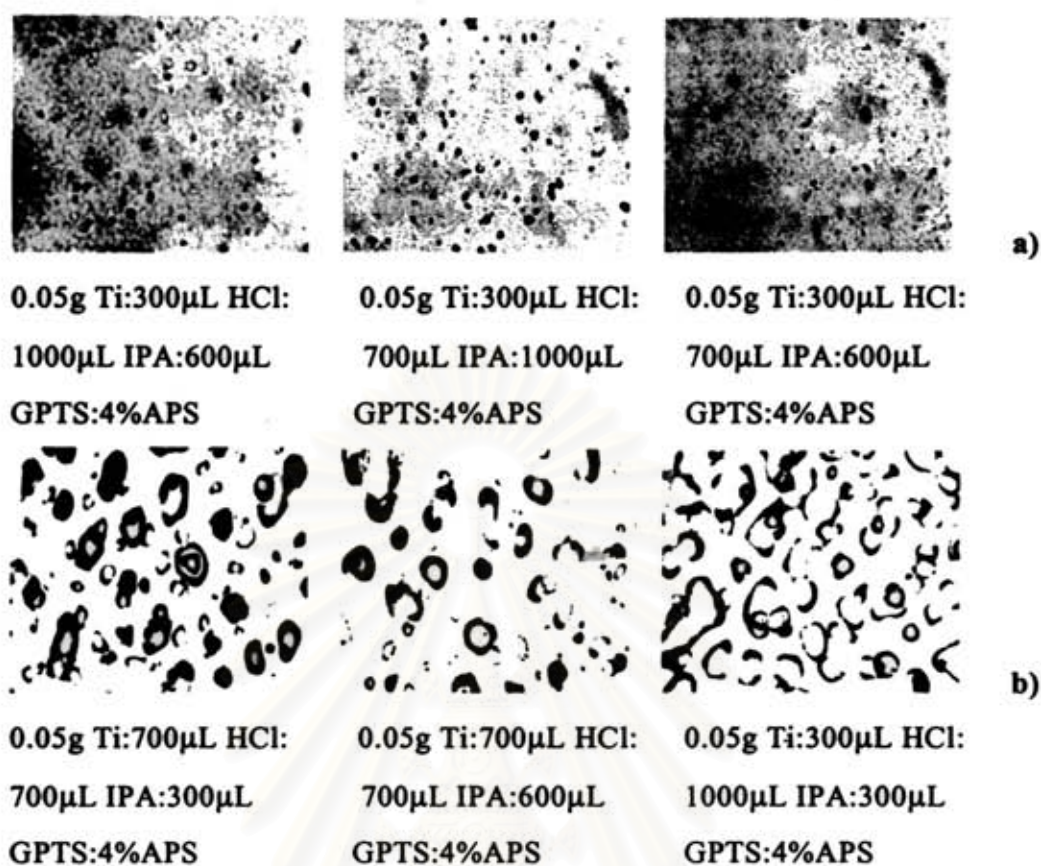 a)
0.05g Ti:300µL HCl:
1000µL IPA:600µL
GPTS:4%APS
0.05g Ti:300µL HCl:
700µL IPA:1000µL
GPTS:4%APS
0.05g Ti:300µL HCl:
700µL IPA:600µL
GPTS:4%APS
b)
0.05g Ti:700µL HCl:
700µL IPA:300µL
GPTS:4%APS
0.05g Ti:700µL HCl:
700µL IPA:600µL
GPTS:4%APS
0.05g Ti:300µL HCl:
1000µL IPA:300µL
GPTS:4%APS